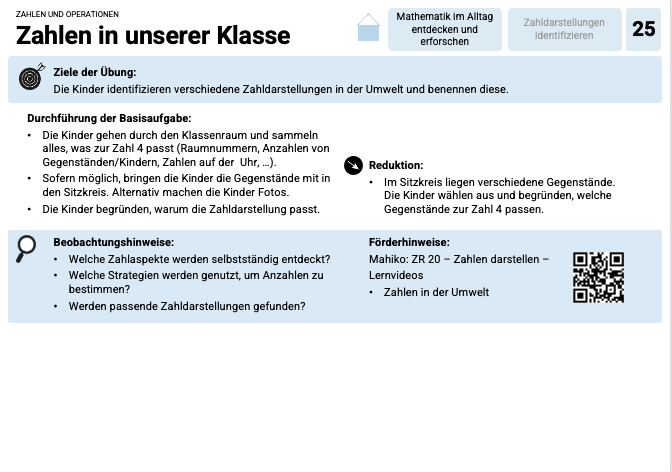 ZAHLEN UND OPERATIONEN
Zahlen in unserer Klasse
Mathematik im Alltag
entdecken und
erforschen
Zahldarstellungen
identifizieren
25
Ziele der Übung:
Die Kinder identifizieren verschiedene Zahldarstellungen in der Umwelt und benennen diese.
Durchführung der Basisaufgabe:
• Die Kinder gehen durch den Klassenraum und sammeln
alles, was zur Zahl 4 passt (Raumnummern, Anzahlen von
Gegenständen/Kindern, Zahlen auf der Uhr, …).
• Sofern möglich, bringen die Kinder die Gegenstände mit in
den Sitzkreis. Alternativ machen die Kinder Fotos.
• Die Kinder begründen, warum die Zahldarstellung passt.
Reduktion:
• Im Sitzkreis liegen verschiedene Gegenstände.
Die Kinder wählen aus und begründen, welche
Gegenstände zur Zahl 4 passen.
Beobachtungshinweise:
• Welche Zahlaspekte werden selbstständig entdeckt?
• Welche Strategien werden genutzt, um Anzahlen zu
bestimmen?
• Werden passende Zahldarstellungen gefunden?
Förderhinweise:
Mahiko: ZR 20 – Zahlen darstellen –
Lernvideos
• Zahlen in der Umwelt